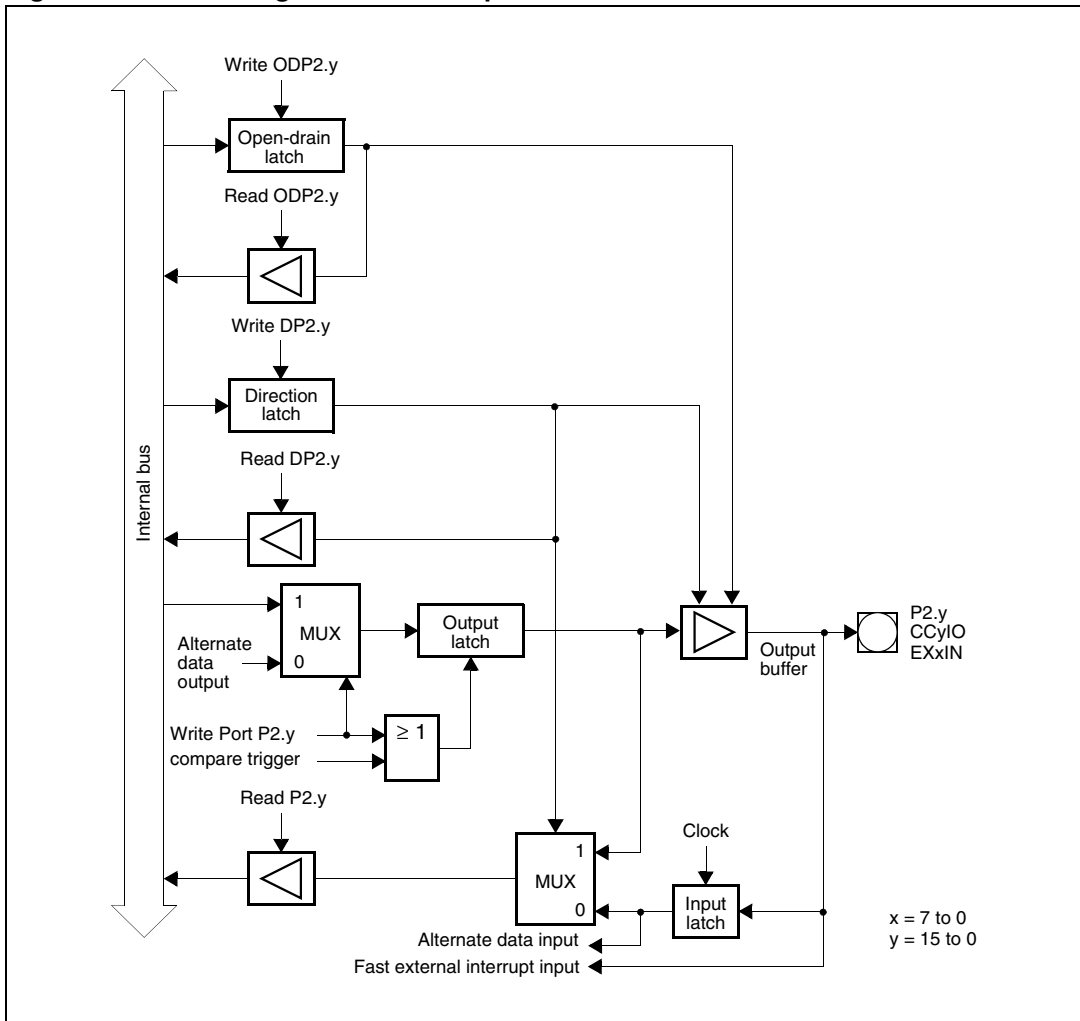 Write ODP2.y
Open-drain
latch
Read ODP2.y
Write DP2.y
Direction
latch
Internal bus
Read DP2.y
1
MUX
0
Alternate
data
output
Output
latch
Output
buffer
P2.y
CCyIO
EXxIN
Write Port P2.y
compare trigger
≥ 1
Read P2.y
Clock
1
MUX
0
Input
latch
Alternate data input
Fast external interrupt input
x = 7 to 0
y = 15 to 0